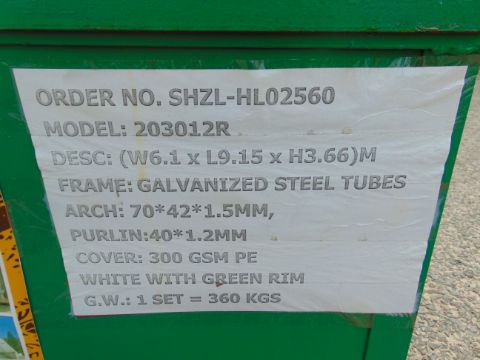 ORDER NO. SHZL-HL02560
MODEL: 203012R
DESC: (W6.1 x L9.15 x H3.66)M
FRAME: GALVANIZED STEEL TUBES
ARCH: 70*42*1.5MM,
PURLIN:40*1.2MM
COVER: 300 GSM PE
WHITE WITH GREEN RIM
G.W.: 1 SET = 360 KGS